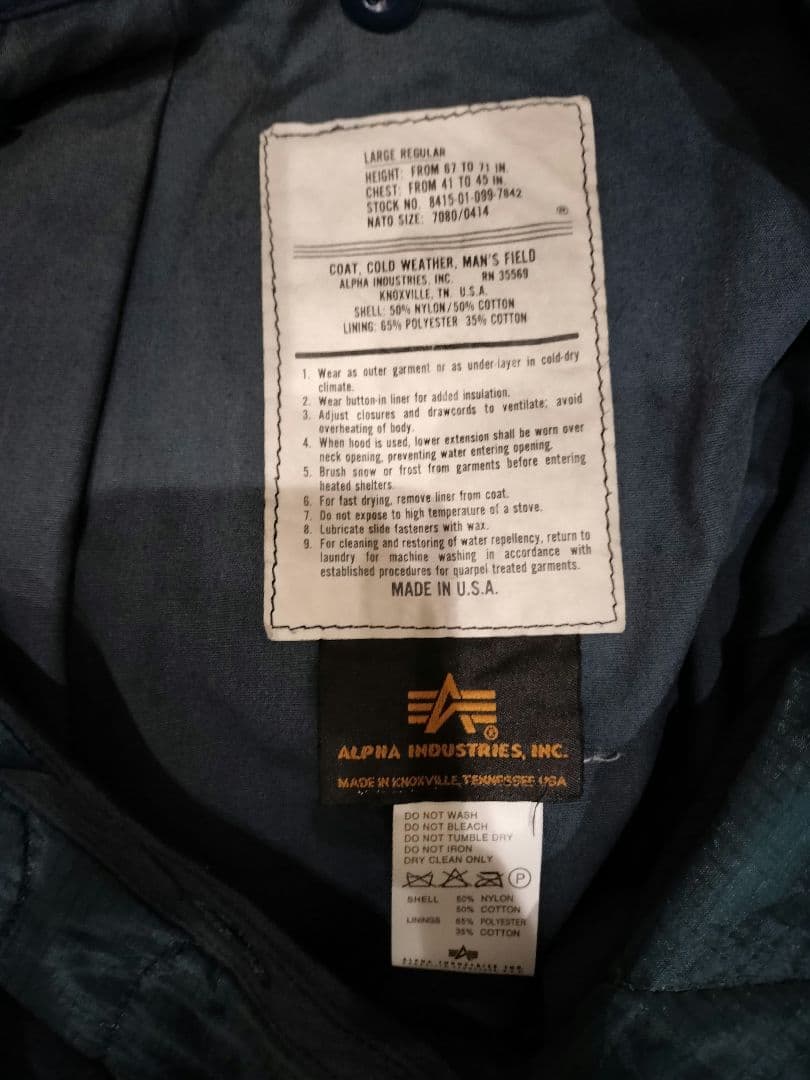 LARGE REGULAR
HEIGHT: FROM 67 TO 71 IN.
CHEST: FROM 41 TO 45 IN.
STOCK NO. 8415-01-099-7842
NATO SIZE: 7080/0414
®
COAT, COLD WEATHER, MAN'S FIELD
ALPHA INDUSTRIES, INC. RN 35569
KNOXVILLE, TN. U.S.A.
SHELL: 50% NYLON/50% COTTON
LINING: 65% POLYESTER 35% COTTON
1. Wear as outer garment or as under-layer in cold-dry
climate.
2. Wear button-in liner for added insulation.
3. Adjust closures and drawcords to ventilate; avoid
overheating of body.
4. When hood is used, lower extension shall be worn over
neck opening, preventing water entering opening.
5. Brush snow or frost from garments before entering
heated shelters.
6. For fast drying, remove liner from coat.
7. Do not expose to high temperature of a stove.
8. Lubricate slide fasteners with wax.
9. For cleaning and restoring of water repellency, return to
laundry for machine washing in accordance with
established procedures for quarpel treated garments.
MADE IN U.S.A.
®
ALPHA INDUSTRIES, INC.
MADE IN KNOXVILLE, TENNESSEE USA
DO NOT WASH
DO NOT BLEACH
DO NOT TUMBLE DRY
DO NOT IRON
DRY CLEAN ONLY
P
SHELL 50% NYLON
50% COTTON
LININGS 65% POLYESTER
35% COTTON
ALPHA INDUSTRIES INC.